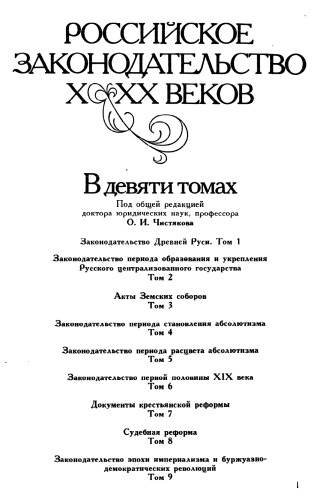 РОССИЙСКОЕ
ЗАКОНОДАТЕЛЬСТВО
X-XX ВЕКОВ
В девяти томах
Под общей редакцией
доктора юридических наук, профессора
О. И. Чистякова
Законодательство Древней Руси. Том 1
Законодательство периода образования и укрепления
Русского централизованного государства
Том 2
Акты Земских соборов
Том 3
Законодательство периода становления абсолютизма
Том 4
Законодательство периода расцвета абсолютизма
Том 5
Законодательство первой половины XIX века
Том 6
Документы крестьянской реформы
Том 7
Судебная реформа
Том 8
Законодательство эпохи империализма и буржуазно-
демократических революций
Том 9